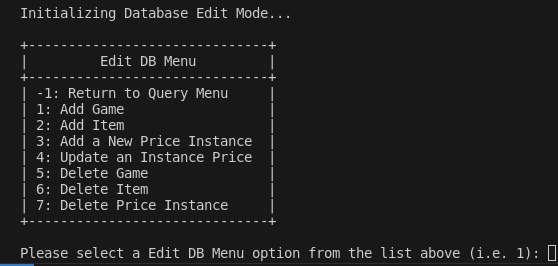 Initializing Database Edit Mode...
+------------------------------+
|         Edit DB Menu         |
+------------------------------+
| -1: Return to Query Menu     |
| 1: Add Game                  |
| 2: Add Item                  |
| 3: Add a New Price Instance  |
| 4: Update an Instance Price  |
| 5: Delete Game               |
| 6: Delete Item               |
| 7: Delete Price Instance     |
+------------------------------+
Please select a Edit DB Menu option from the list above (i.e. 1):